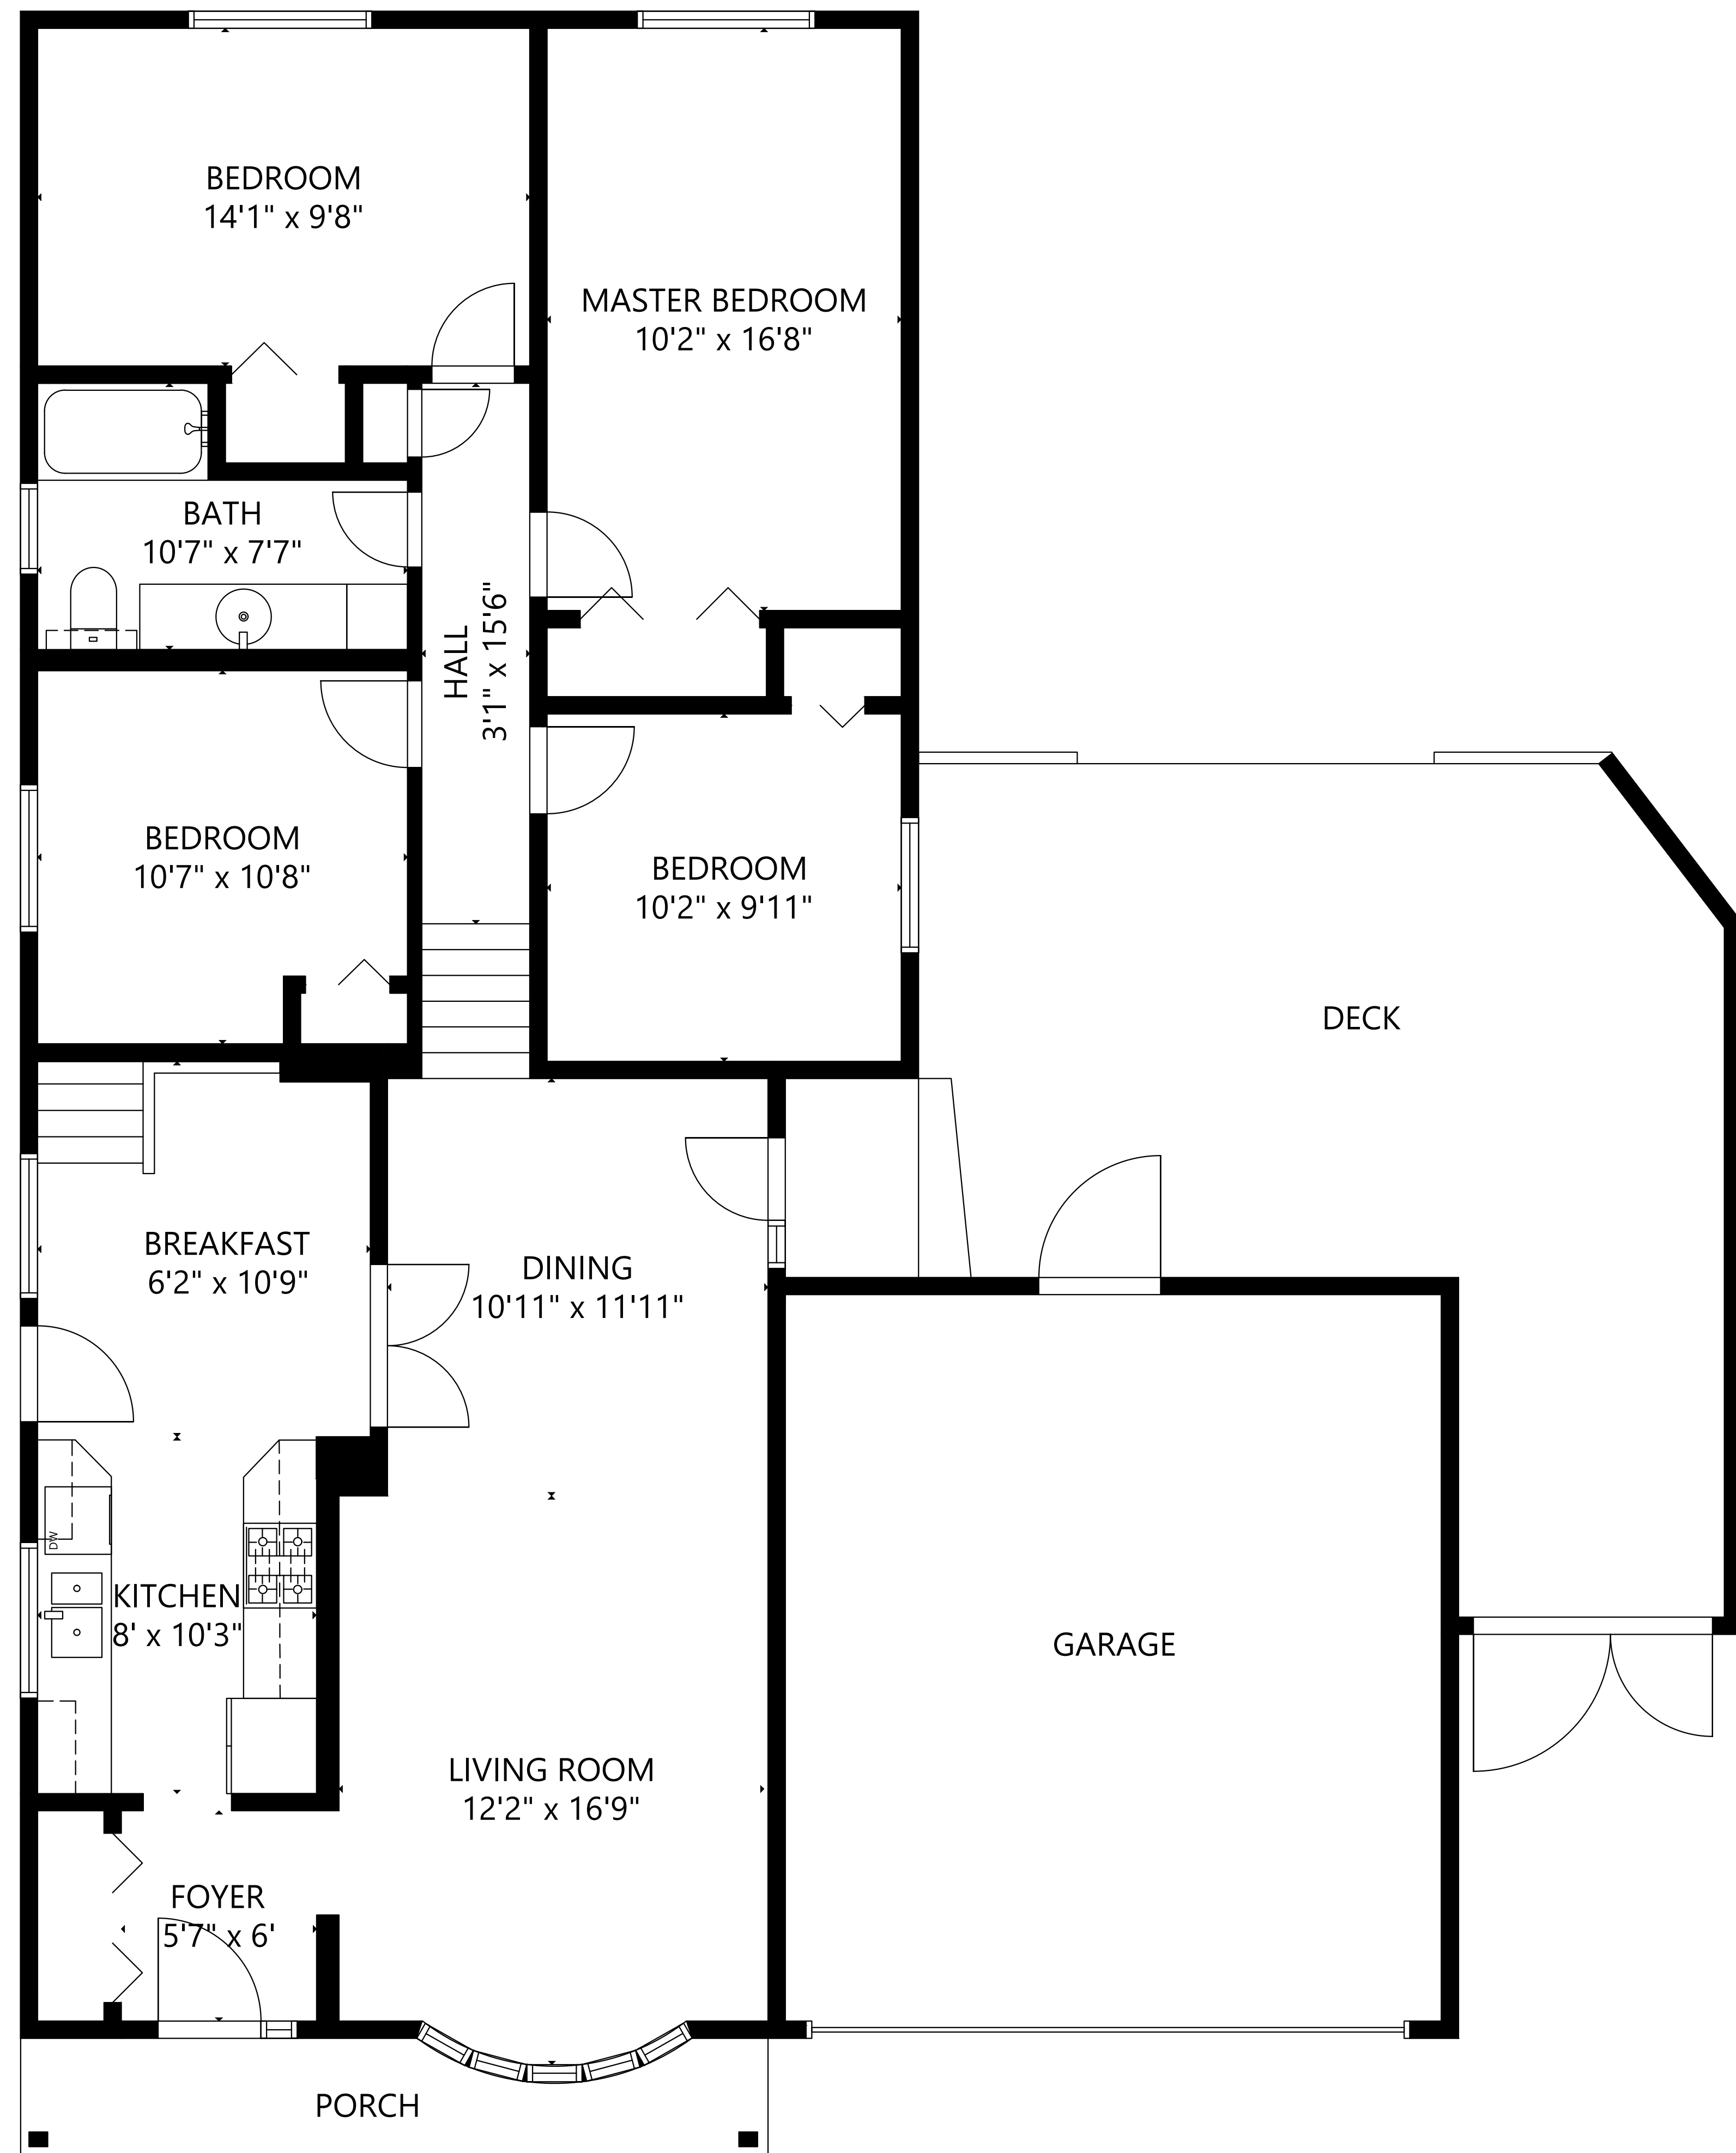 BEDROOM
14'1" x 9'8"
MASTER BEDROOM
10'2" x 16'8"
BATH
10'7" x 7'7"
HALL
3'1" x 15'6"
BEDROOM
10'7" x 10'8"
BEDROOM
10'2" x 9'11"
DECK
BREAKFAST
6'2" x 10'9"
DINING
10'11" x 11'11"
DW
KITCHEN
8' x 10'3"
GARAGE
LIVING ROOM
12'2" x 16'9"
FOYER
5'7" x 6'
PORCH